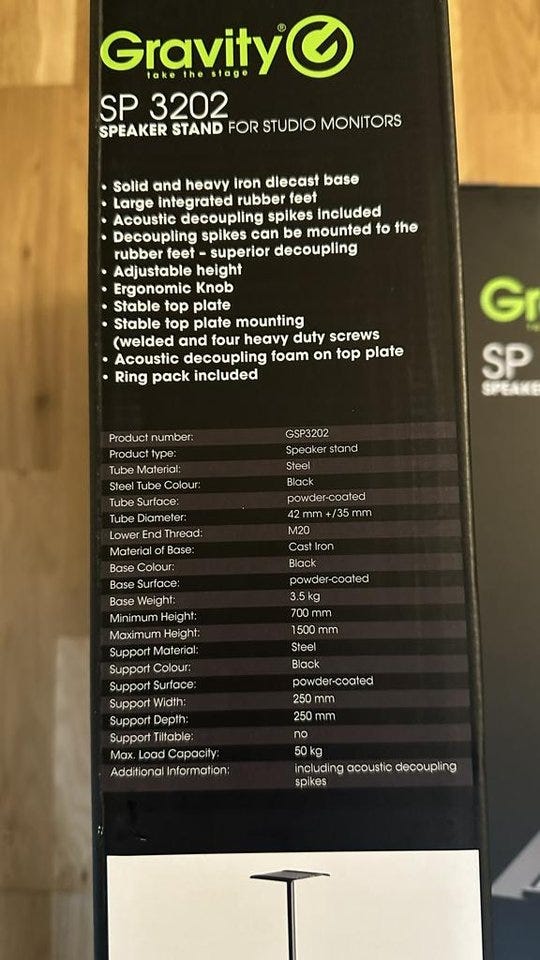 Gravity®
take the stage
SP 3202
SPEAKER STAND FOR STUDIO MONITORS
• Solid and heavy iron diecast base
• Large integrated rubber feet
• Acoustic decoupling spikes included
• Decoupling spikes can be mounted to the
rubber feet – superior decoupling
• Adjustable height
• Ergonomic Knob
• Stable top plate
• Stable top plate mounting
(welded and four heavy duty screws
• Acoustic decoupling foam on top plate
• Ring pack included
Product number: GSP3202
Product type: Speaker stand
Tube Material: Steel
Steel Tube Colour: Black
Tube Surface: powder-coated
Tube Diameter: 42 mm +/35 mm
Lower End Thread: M20
Material of Base: Cast Iron
Base Colour: Black
Base Surface: powder-coated
Base Weight: 3.5 kg
Minimum Height: 700 mm
Maximum Height: 1500 mm
Support Material: Steel
Support Colour: Black
Support Surface: powder-coated
Support Width: 250 mm
Support Depth: 250 mm
Support Tiltable: no
Max. Load Capacity: 50 kg
Additional Information: including acoustic decoupling
spikes
Gr
SP
SPEAKE